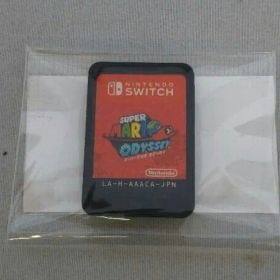 NINTENDO
SWITCH
SUPER
MARIO
ODYSSEY
Nintendo
LA-H-AAACA-JPN